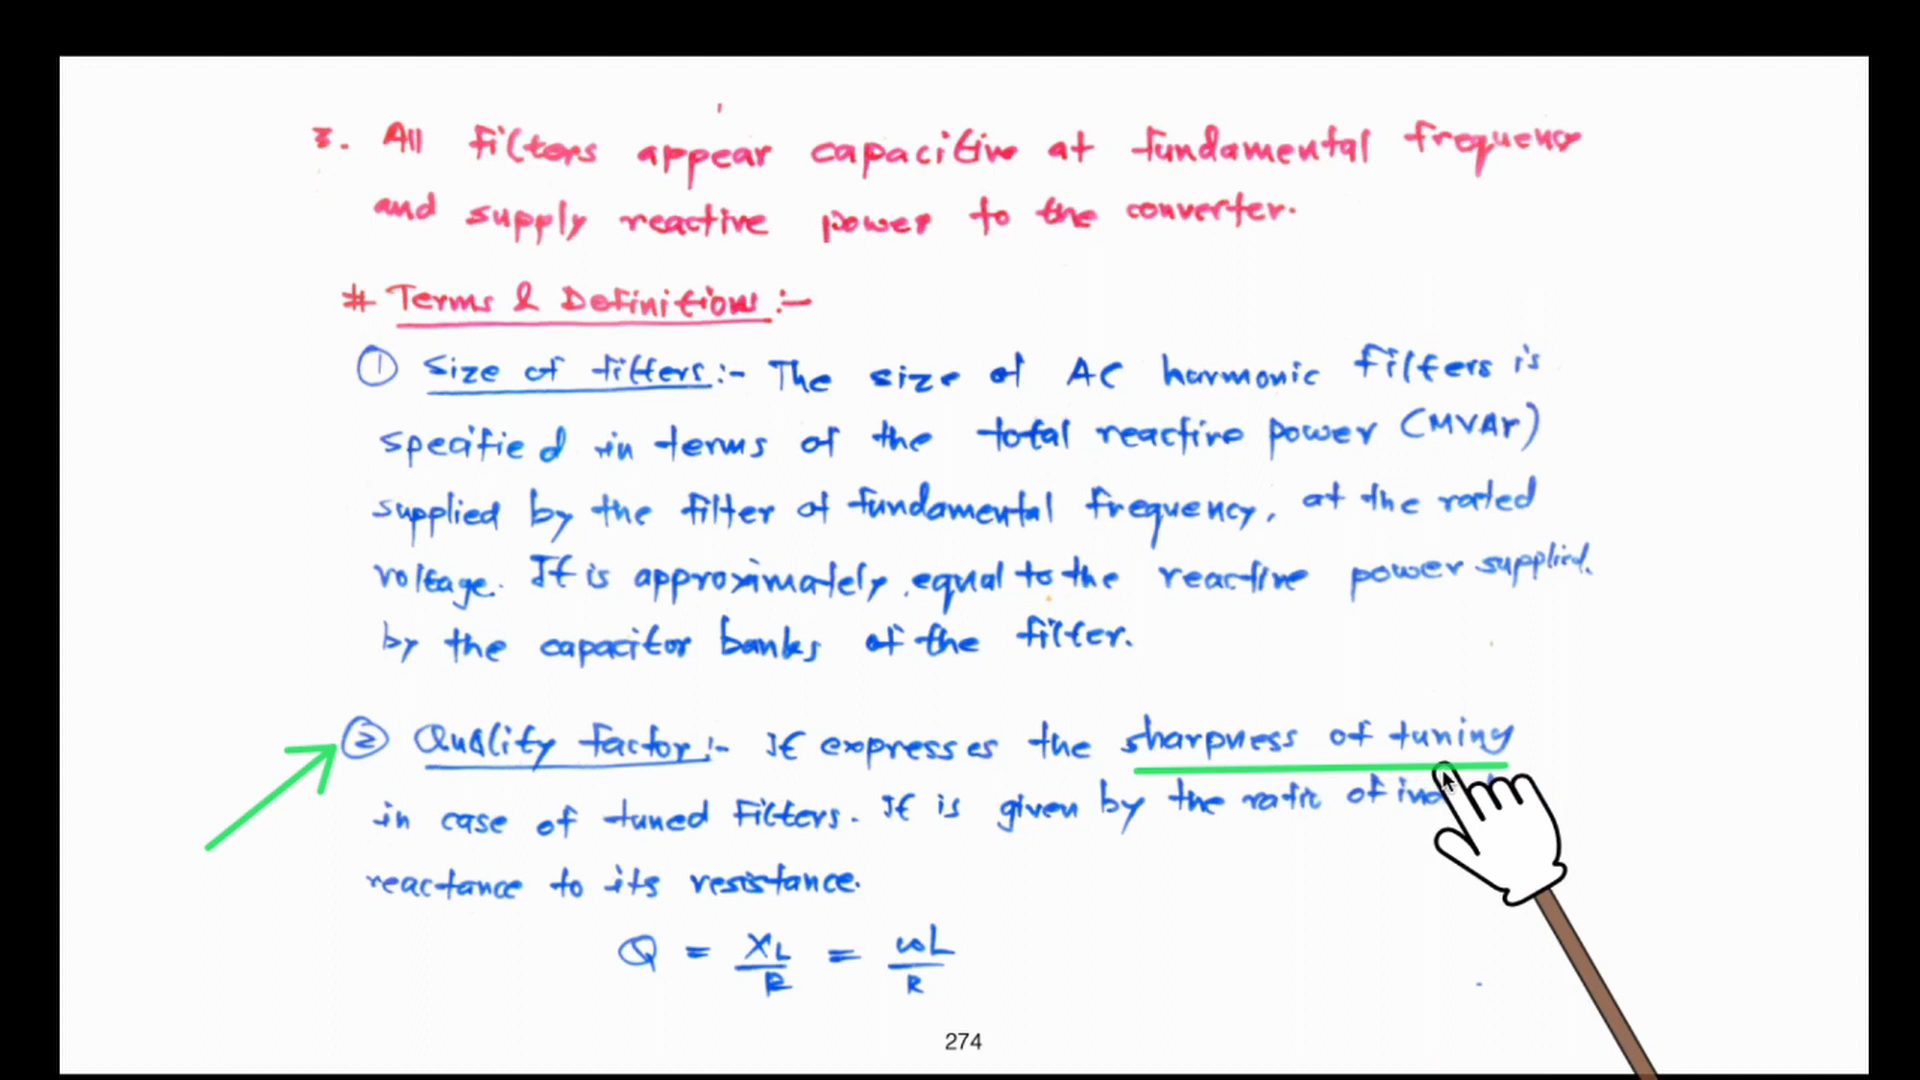 3. All filters appear capacitive at fundamental frequency
and supply reactive power to the converter.
# Terms & Definitions :-
① Size of filters :- The size of AC harmonic filters is
specified in terms of the total reactive power (MVAr)
supplied by the filter at fundamental frequency, at the rated
voltage. It is approximately equal to the reactive power supplied.
by the capacitor banks of the filter.
② Quality factor :- It expresses the sharpness of tuning
in case of tuned filters. It is given by the ratio of
reactance to its resistance.
Q = XL/R = ωL/R
274